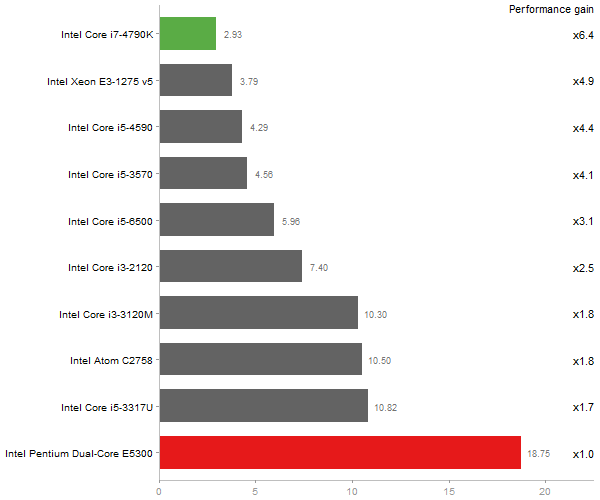 Performance gain
Intel Core i7-4790K 2.93 x6.4
Intel Xeon E3-1275 v5 3.79 x4.9
Intel Core i5-4590 4.29 x4.4
Intel Core i5-3570 4.56 x4.1
Intel Core i5-6500 5.96 x3.1
Intel Core i3-2120 7.40 x2.5
Intel Core i3-3120M 10.30 x1.8
Intel Atom C2758 10.50 x1.8
Intel Core i5-3317U 10.82 x1.7
Intel Pentium Dual-Core E5300 18.75 x1.0
0 5 10 15 20